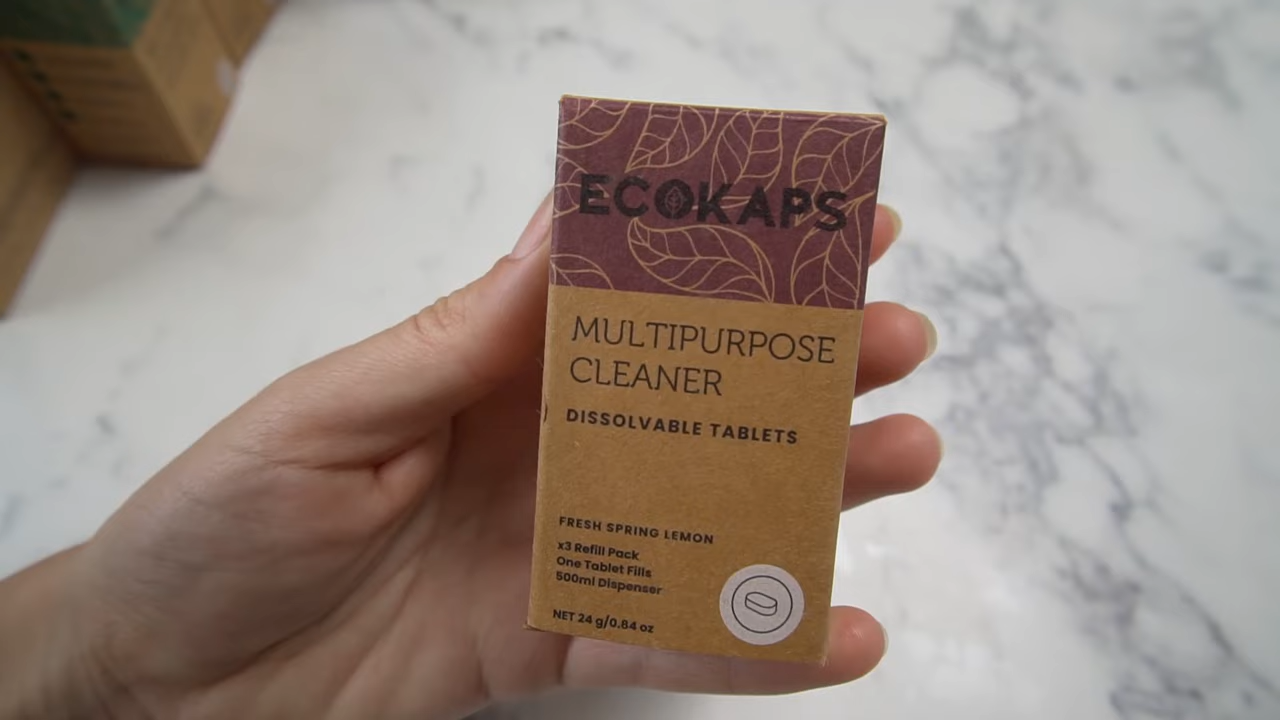 ECOKAPS
MULTIPURPOSE
CLEANER
DISSOLVABLE TABLETS
FRESH SPRING LEMON
x3 Refill Pack
One Tablet Fills
500ml Dispenser
NET 24 g/0.84 oz